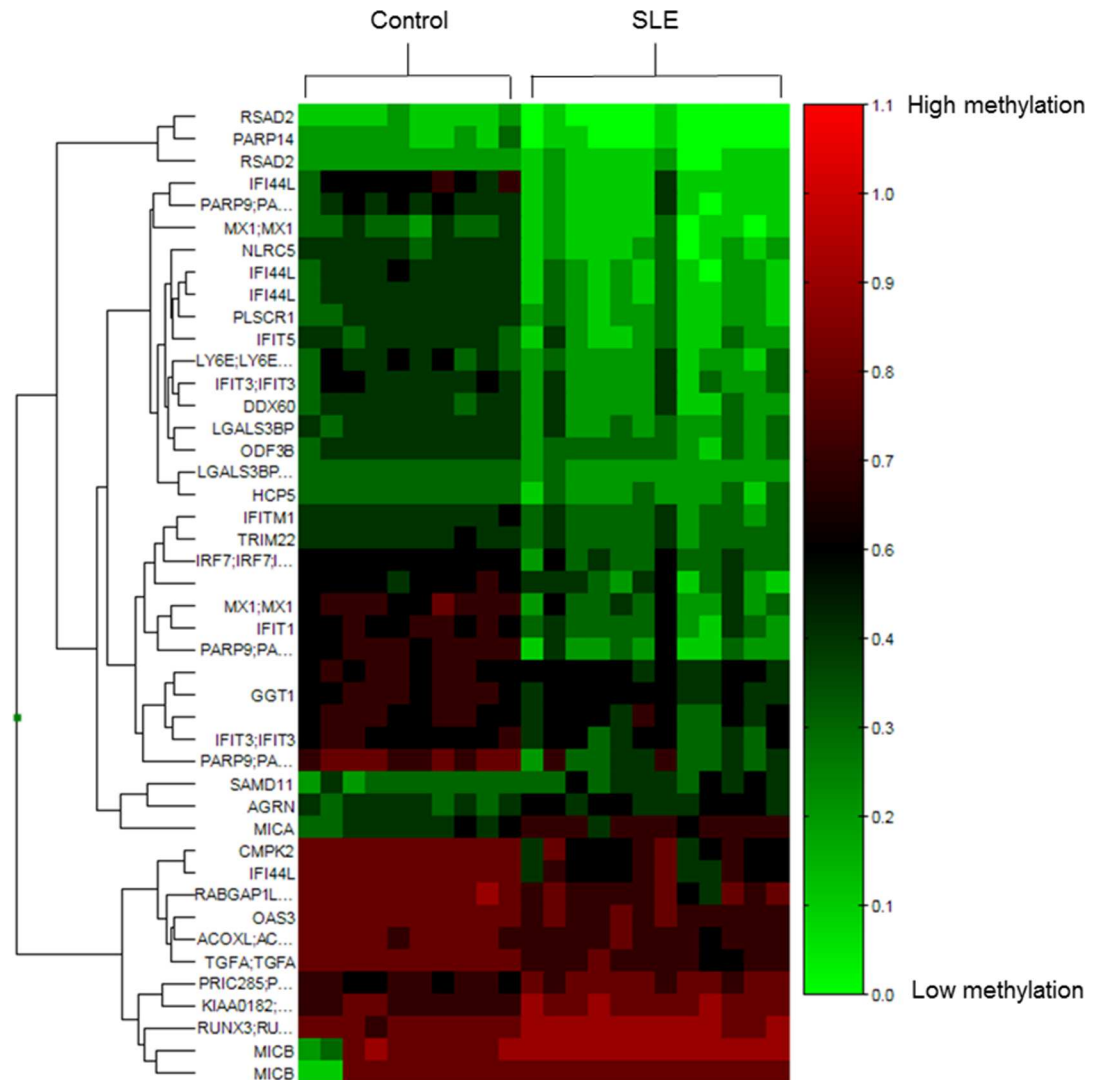 Control SLE
RSAD2
PARP14
RSAD2
IFI44L
PARP9;PA...
MX1;MX1
NLRC5
IFI44L
IFI44L
PLSCR1
IFIT5
LY6E;LY6E...
IFIT3;IFIT3
DDX60
LGALS3BP
ODF3B
LGALS3BP...
HCP5
IFITM1
TRIM22
IRF7;IRF7;I...
MX1;MX1
IFIT1
PARP9;PA...
GGT1
IFIT3;IFIT3
PARP9;PA...
SAMD11
AGRN
MICA
CMPK2
IFI44L
RABGAP1L...
OAS3
ACOXL;AC...
TGFA;TGFA
PRIC285;P...
KIAA0182;...
RUNX3;RU...
MICB
MICB
1.1 High methylation
1.0
0.9
0.8
0.7
0.6
0.4
0.3
0.2
0.1
0.0 Low methylation